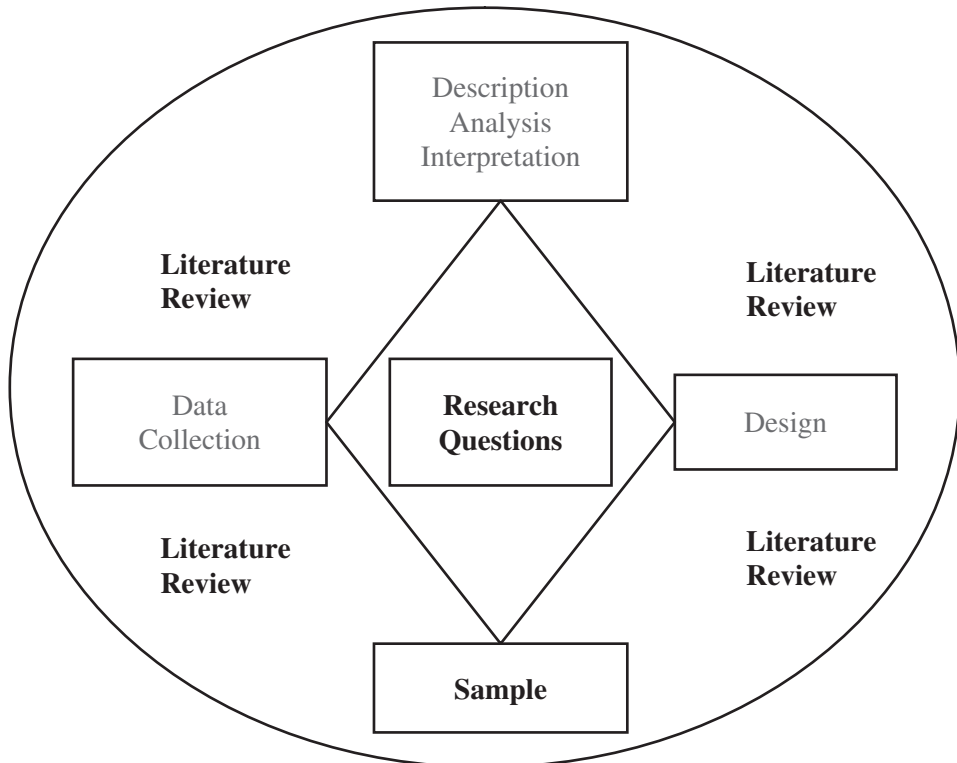 Description
Analysis
Interpretation
Literature
Review
Literature
Review
Data
Collection
Research
Questions
Design
Literature
Review
Literature
Review
Sample